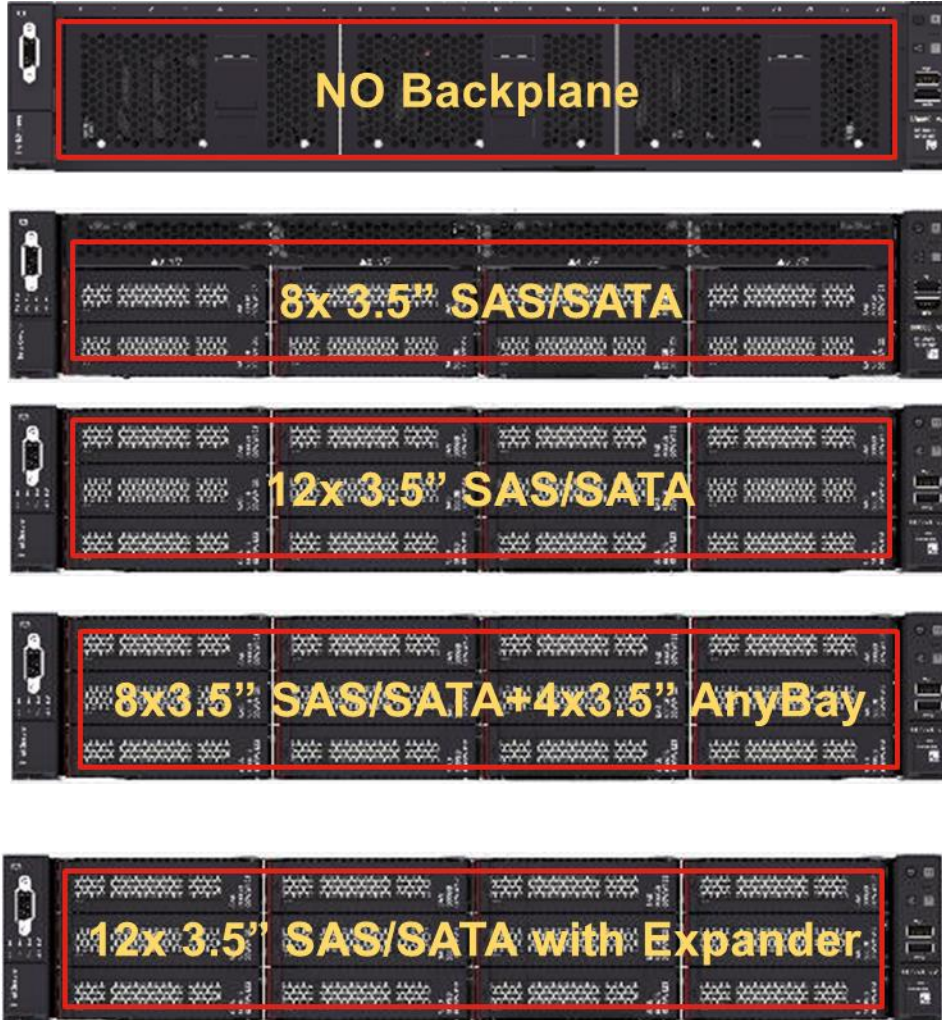 NO Backplane
8x 3.5” SAS/SATA
12x 3.5” SAS/SATA
8x3.5” SAS/SATA+4x3.5” AnyBay
12x 3.5” SAS/SATA with Expander